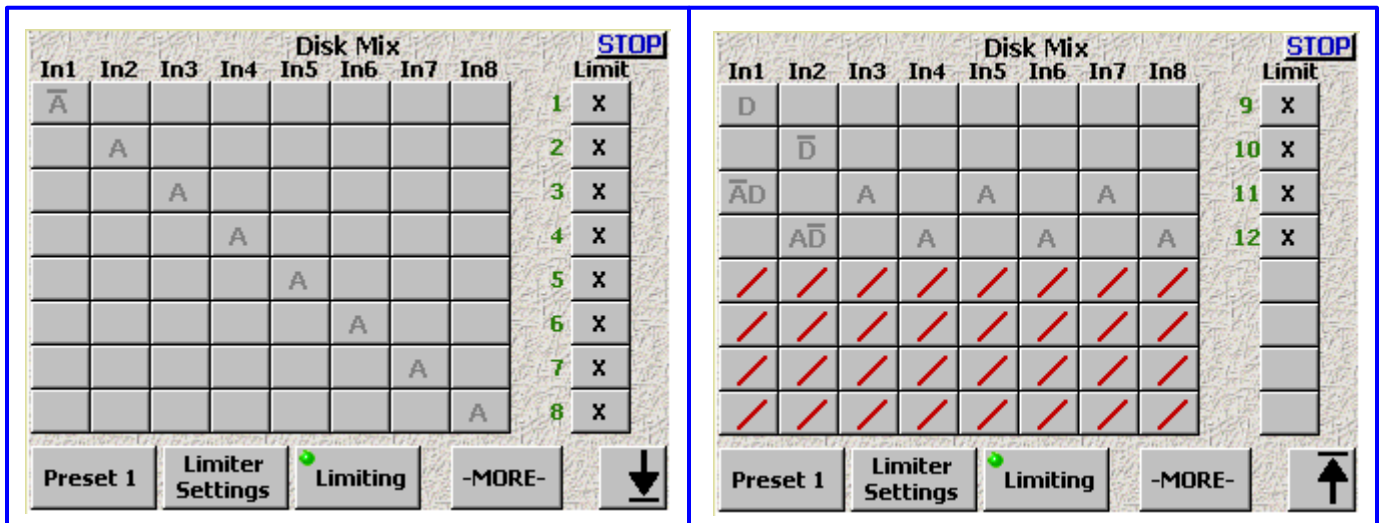 Disk Mix STOP
In1 In2 In3 In4 In5 In6 In7 In8 Limit
A̅ 1 X
A 2 X
A 3 X
A 4 X
A 5 X
A 6 X
A 7 X
A 8 X
Preset 1 Limiter Settings Limiting -MORE-
Disk Mix STOP
In1 In2 In3 In4 In5 In6 In7 In8 Limit
D 9 X
D̅ 10 X
A̅D A A A 11 X
AD̅ A A A 12 X
Preset 1 Limiter Settings Limiting -MORE-